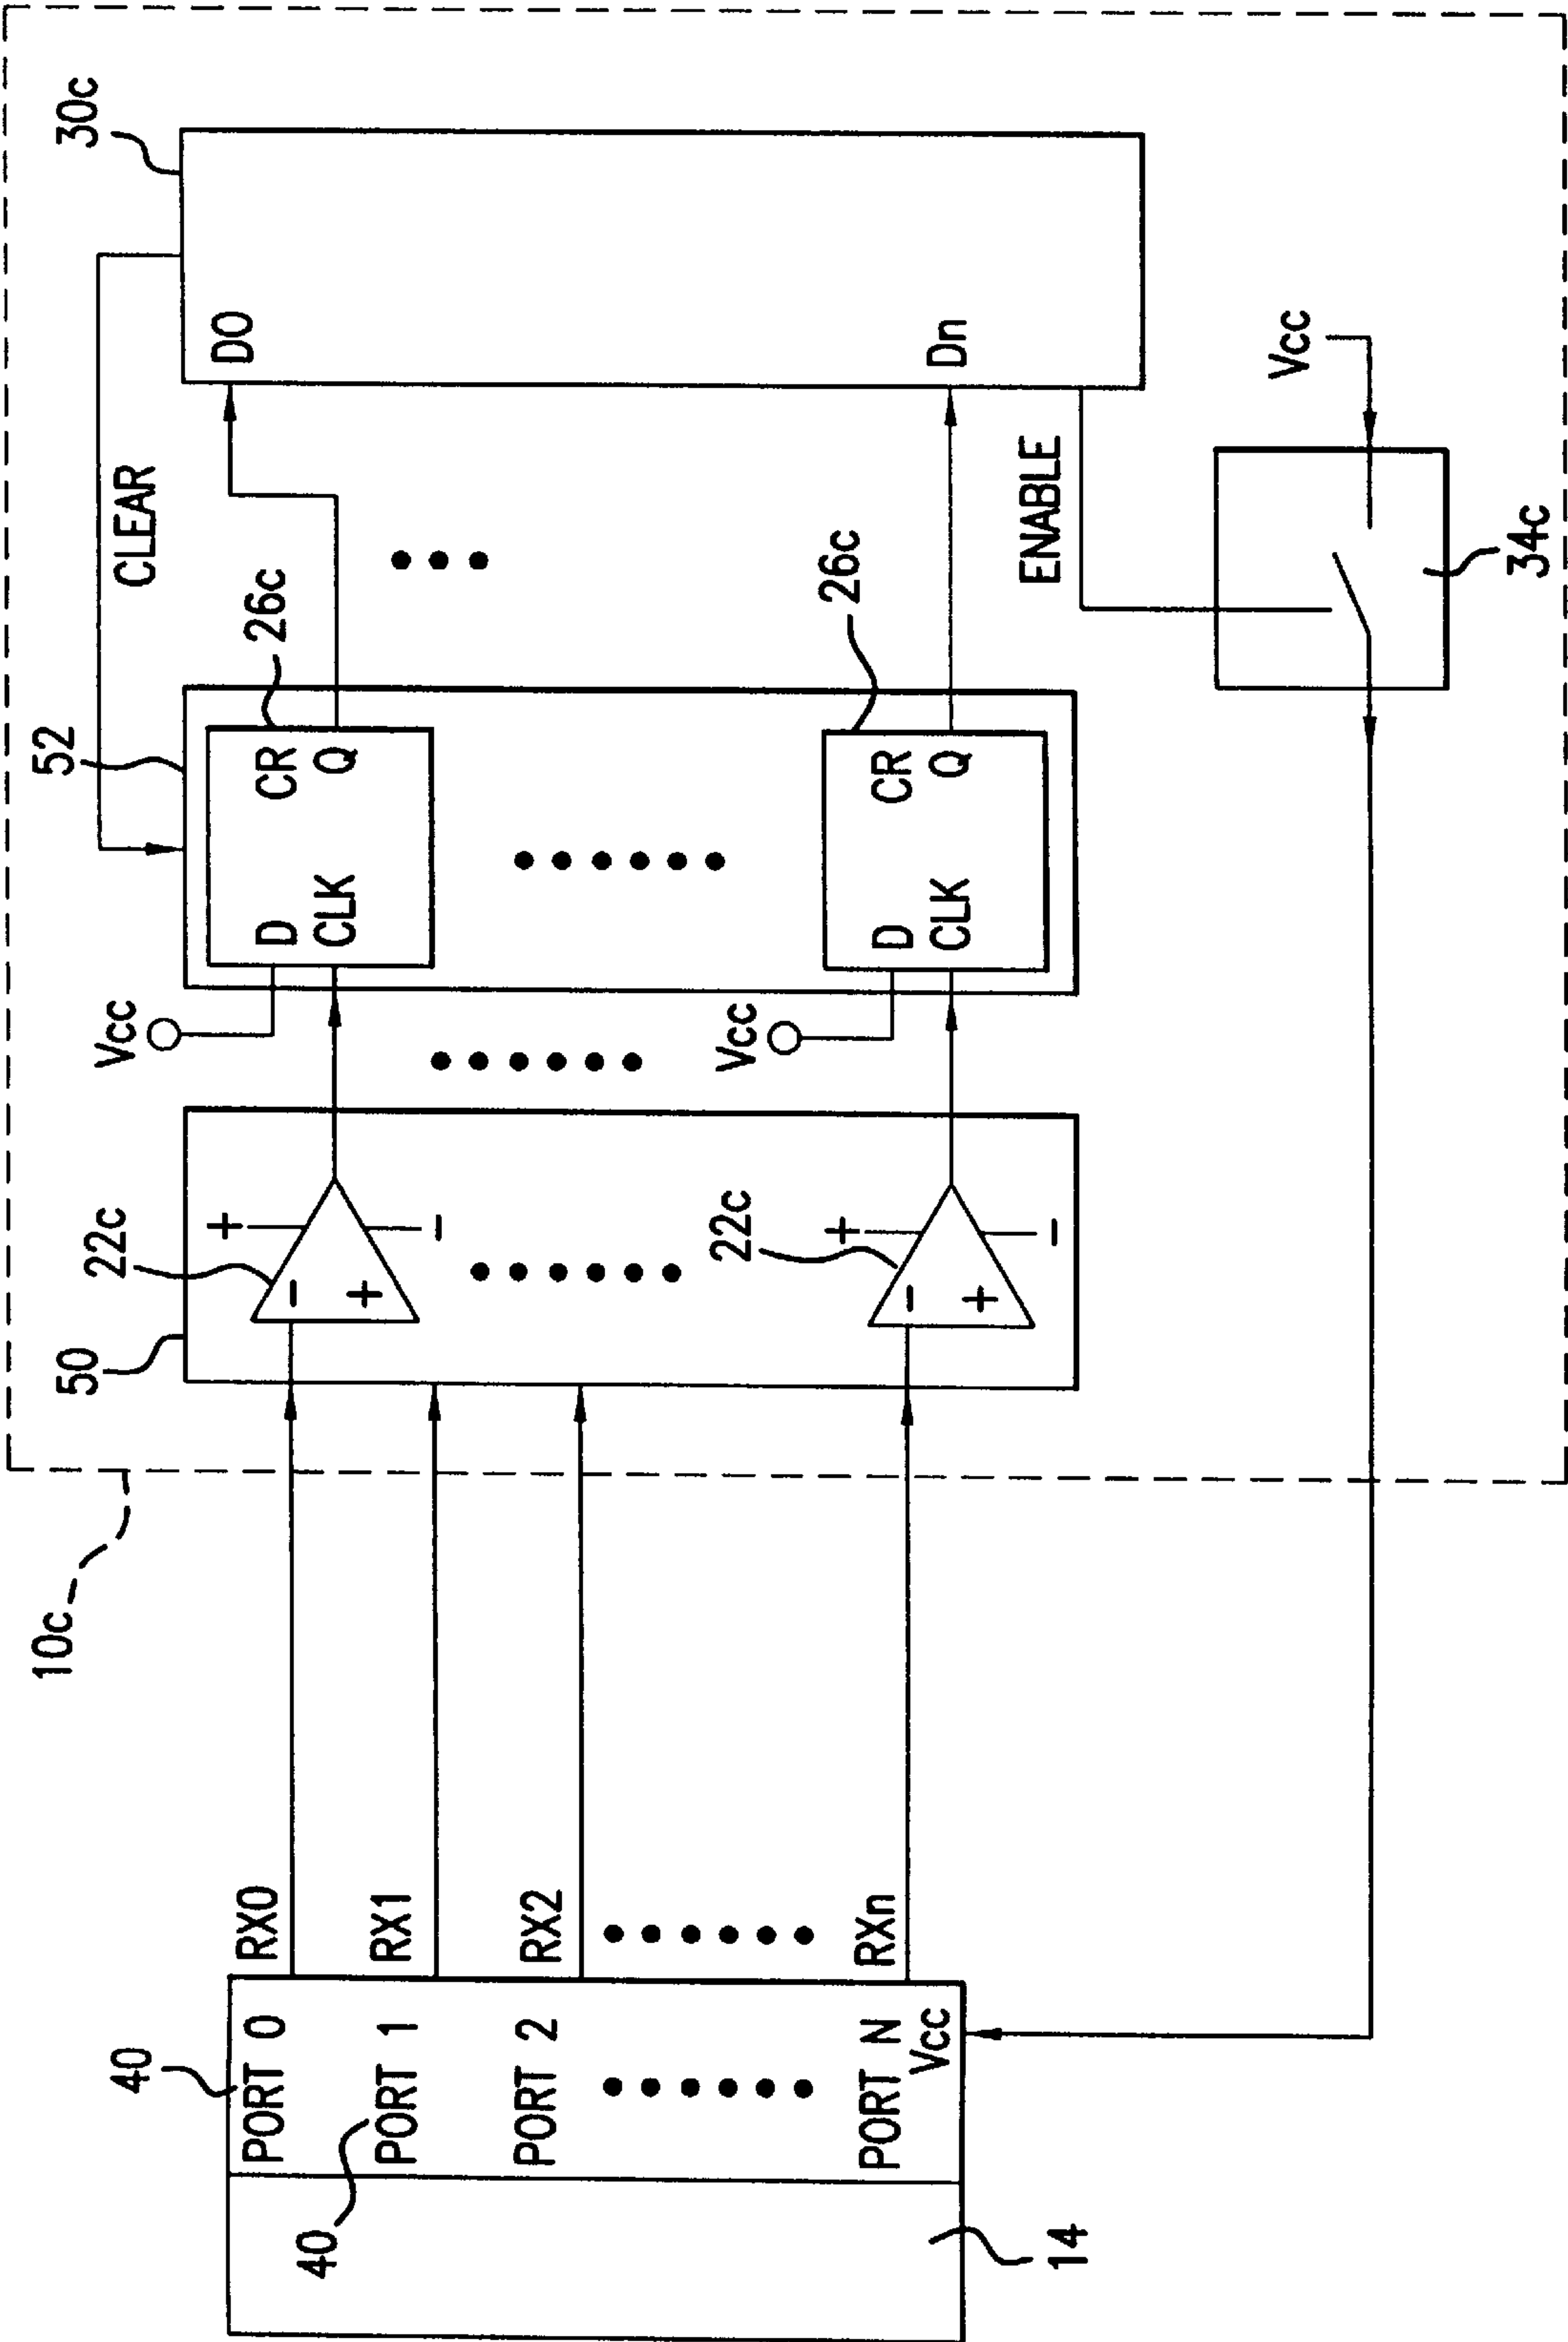 10c
50
22c
+
-
-
+
22c
+
-
-
+
Vcc
Vcc
52
26c
D CR
CLK Q
26c
D CR
CLK Q
CLEAR
30c
D0
Dn
ENABLE
Vcc
34c
40
PORT 0
RX0
40
PORT 1
RX1
PORT 2
RX2
PORT N
RXn
Vcc
14